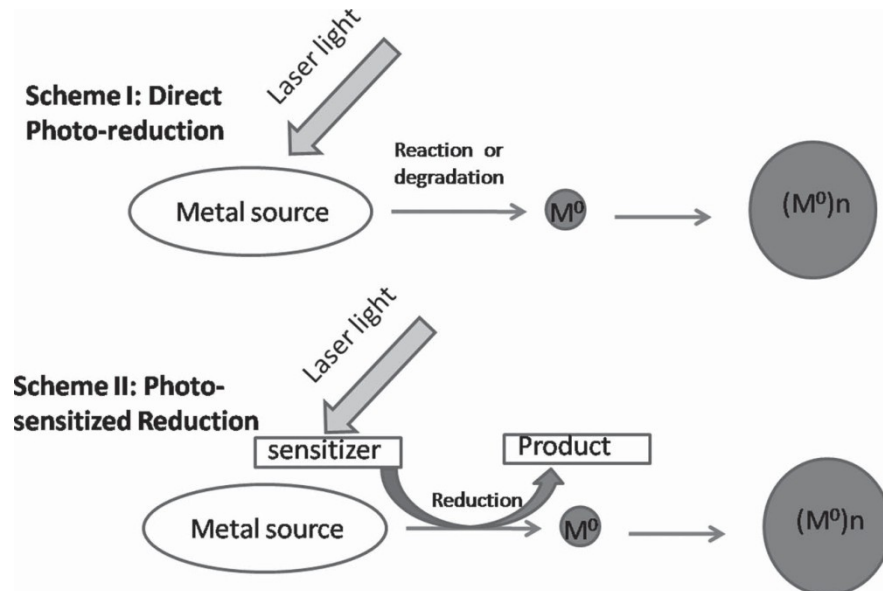 Laser light
Scheme I: Direct
Photo-reduction
Reaction or
degradation
Metal source
M⁰
(M⁰)n
Laser light
Scheme II: Photo-
sensitized Reduction
sensitizer
Product
Reduction
Metal source
M⁰
(M⁰)n